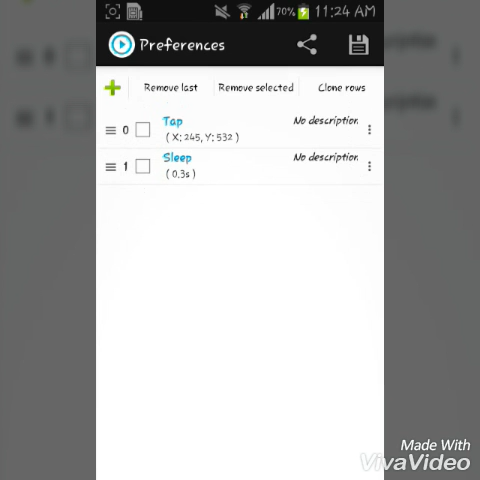 70% 11:24 AM
Preferences
Remove last Remove selected Clone rows
0 Tap No description
( X: 245, Y: 532 )
1 Sleep No description
( 0.3s )
Made With
VivaVideo